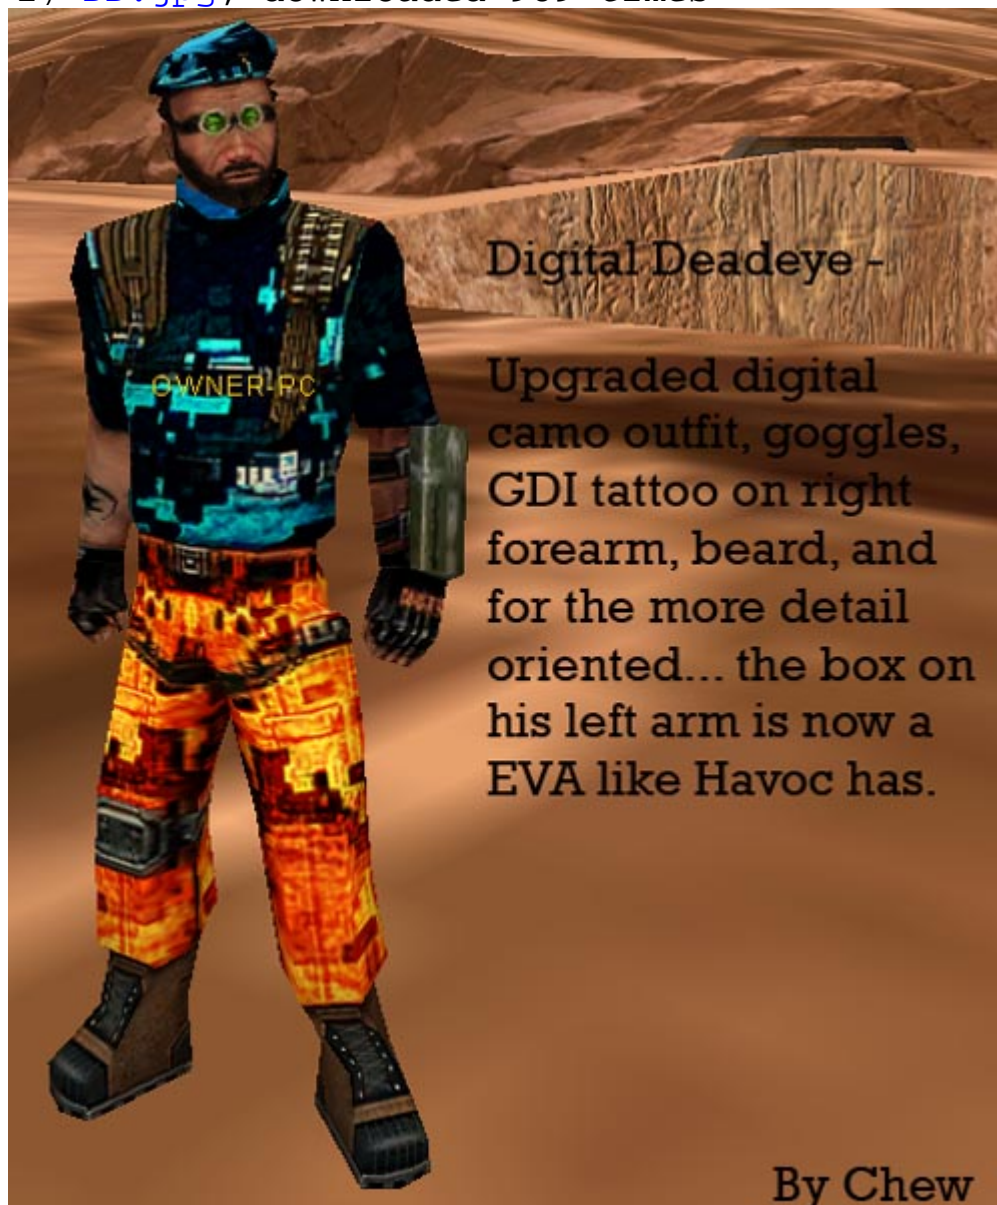 Digital Deadeye -
OWNER-PC
Upgraded digital
camo outfit, goggles,
GDI tattoo on right
forearm, beard, and
for the more detail
oriented... the box on
his left arm is now a
EVA like Havoc has.
By Chew